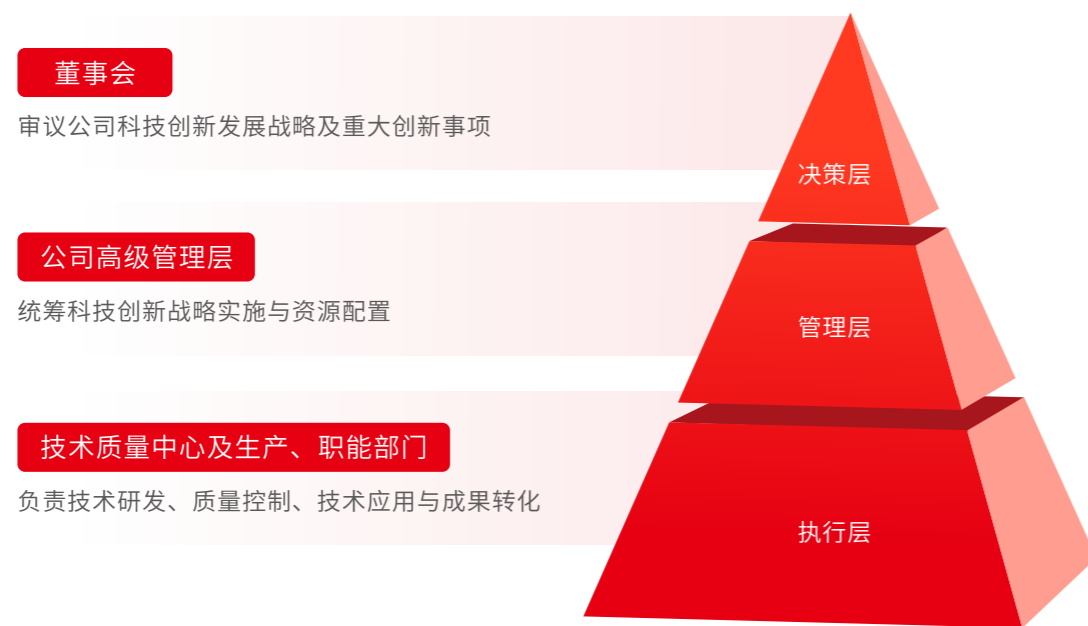 董事会
审议公司科技创新发展战略及重大创新事项
决策层
公司高级管理层
统筹科技创新战略实施与资源配置
管理层
技术质量中心及生产、职能部门
负责技术研发、质量控制、技术应用与成果转化
执行层